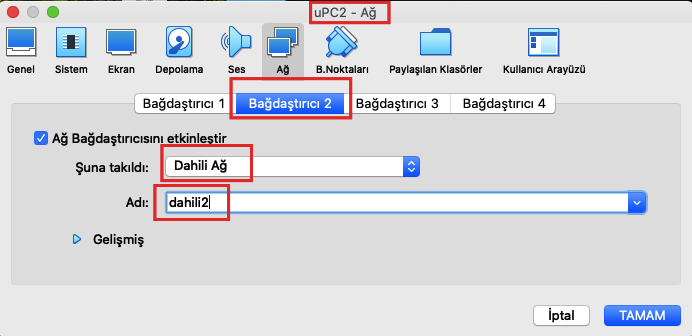 uPC2 - Ağ
Genel Sistem Ekran Depolama Ses Ağ B.Noktaları Paylaşılan Klasörler Kullanıcı Arayüzü
Bağdaştırıcı 1 Bağdaştırıcı 2 Bağdaştırıcı 3 Bağdaştırıcı 4
Ağ Bağdaştırıcısını etkinleştir
Şuna takıldı: Dahili Ağ
Adı: dahili2
Gelişmiş
İptal TAMAM